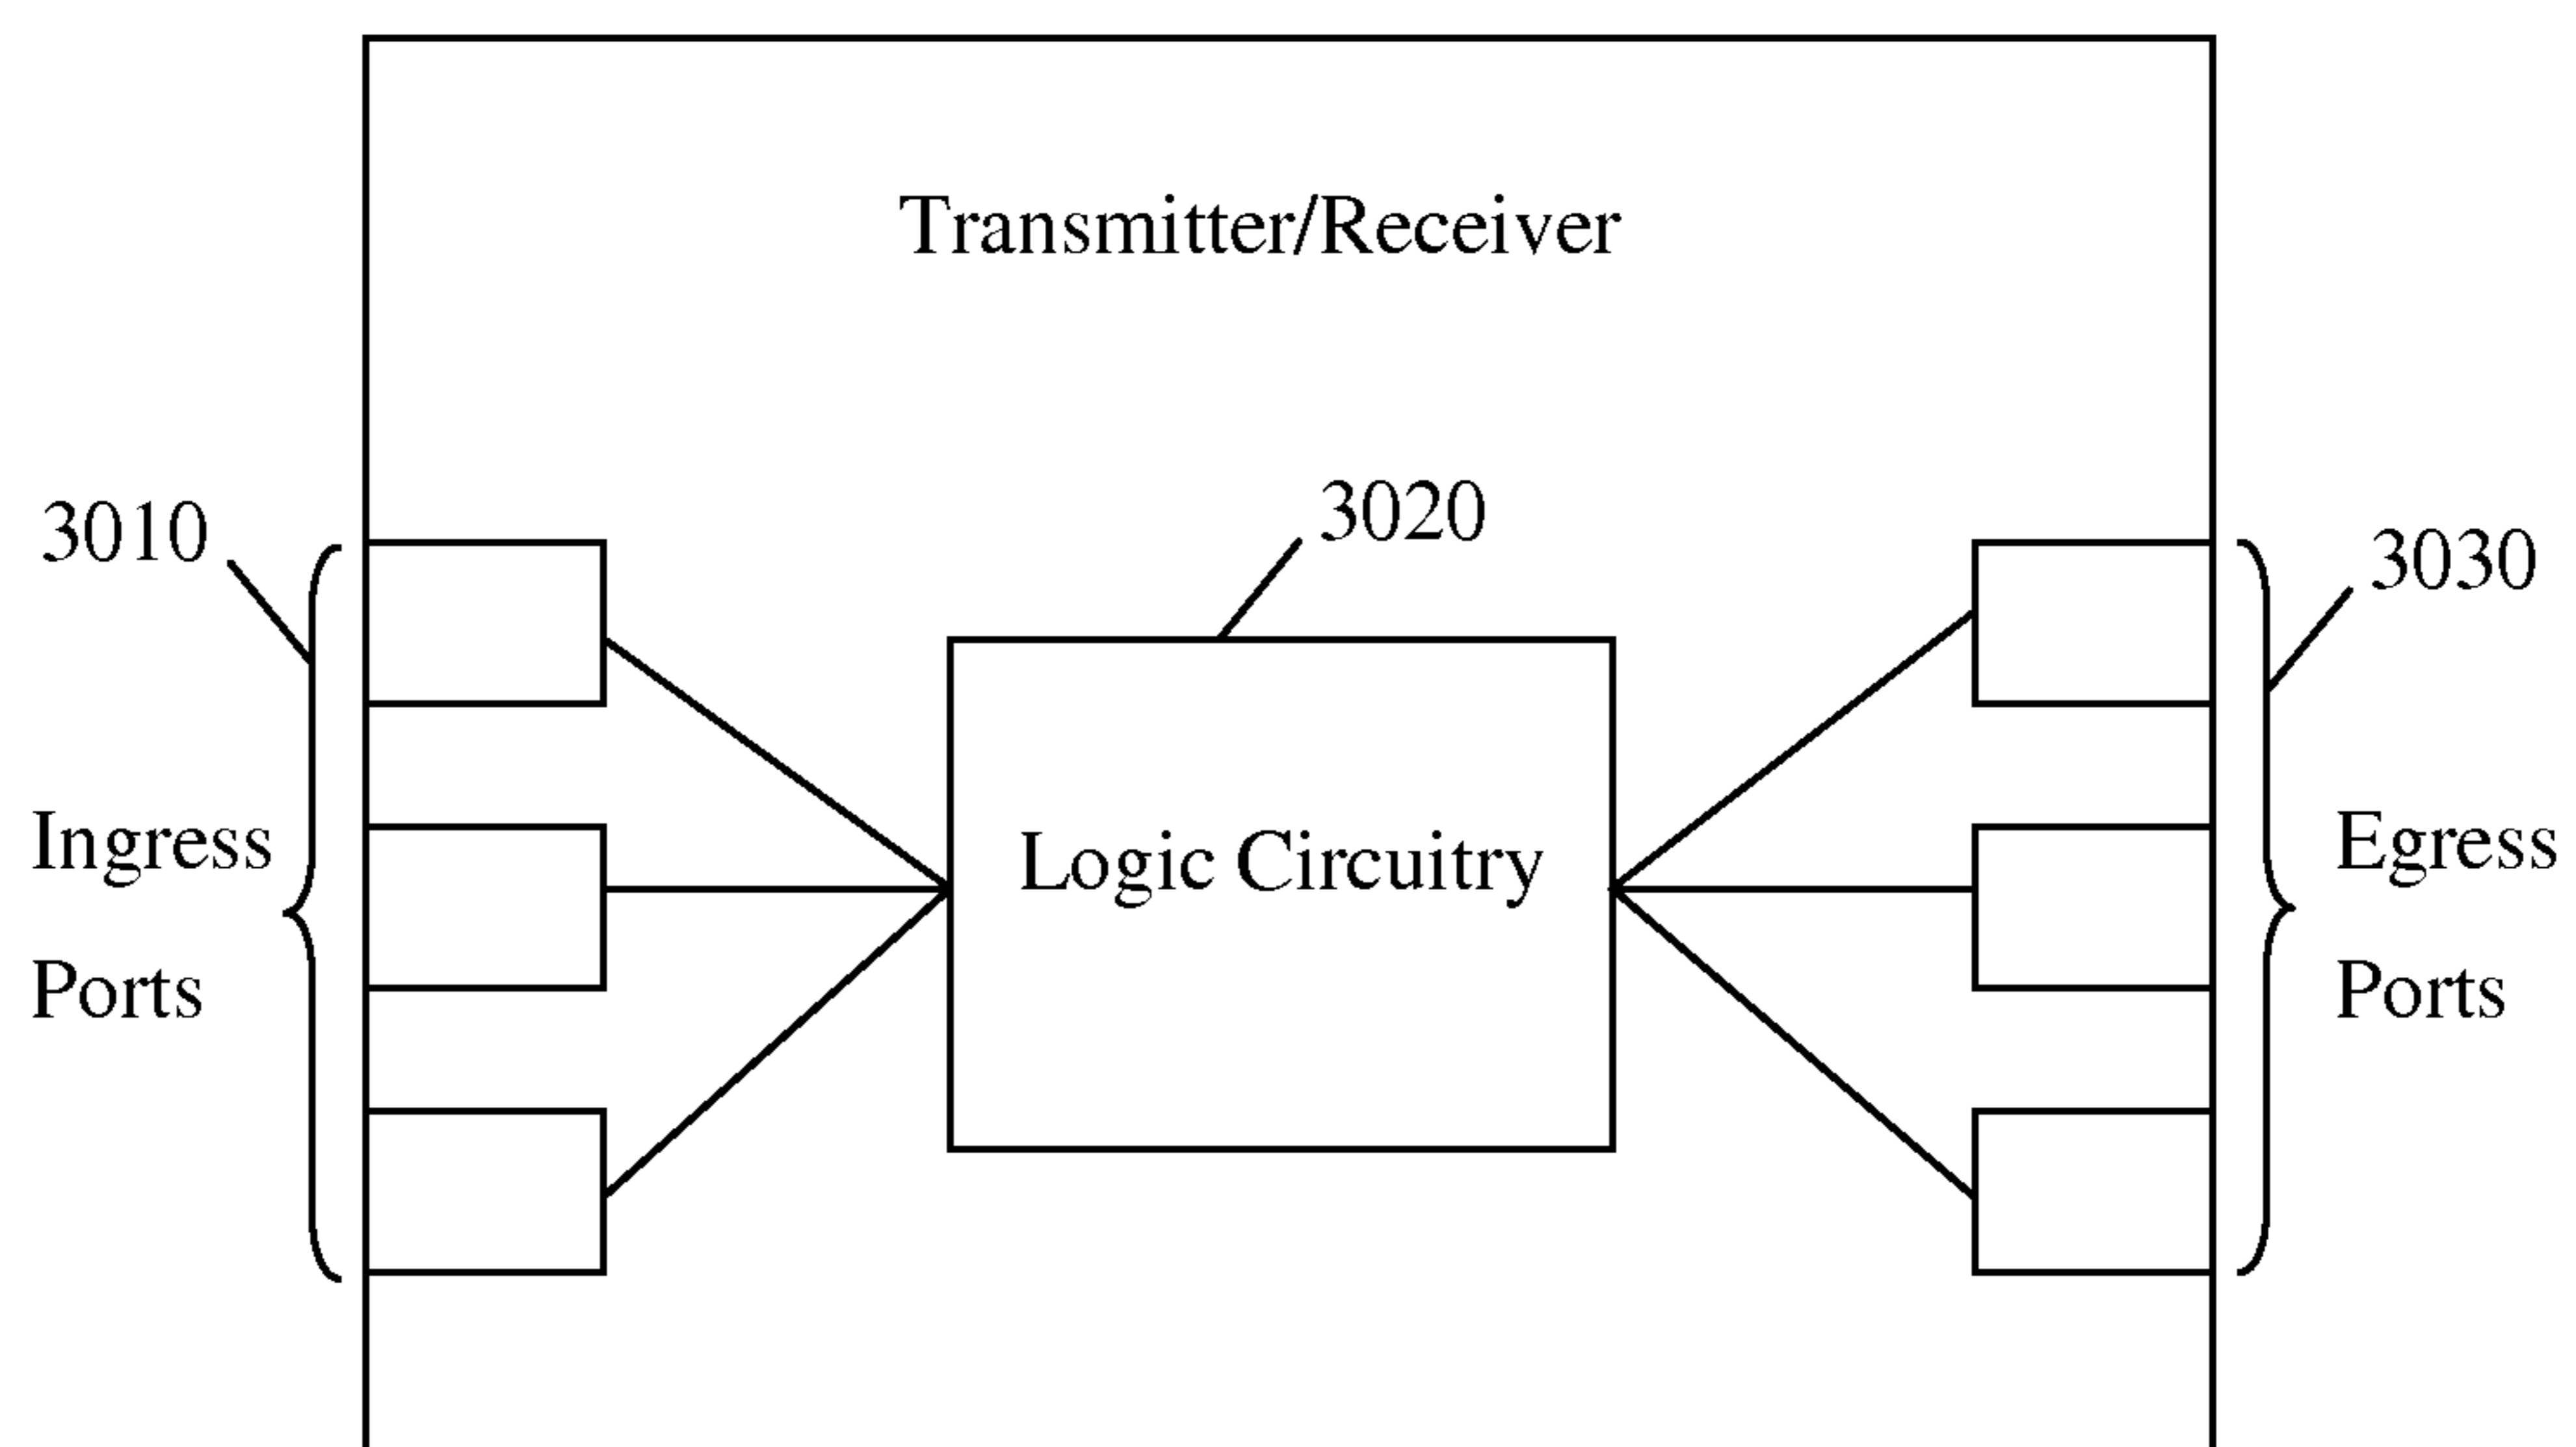 Transmitter/Receiver
3010
3020
3030
Ingress
Ports
Logic Circuitry
Egress
Ports